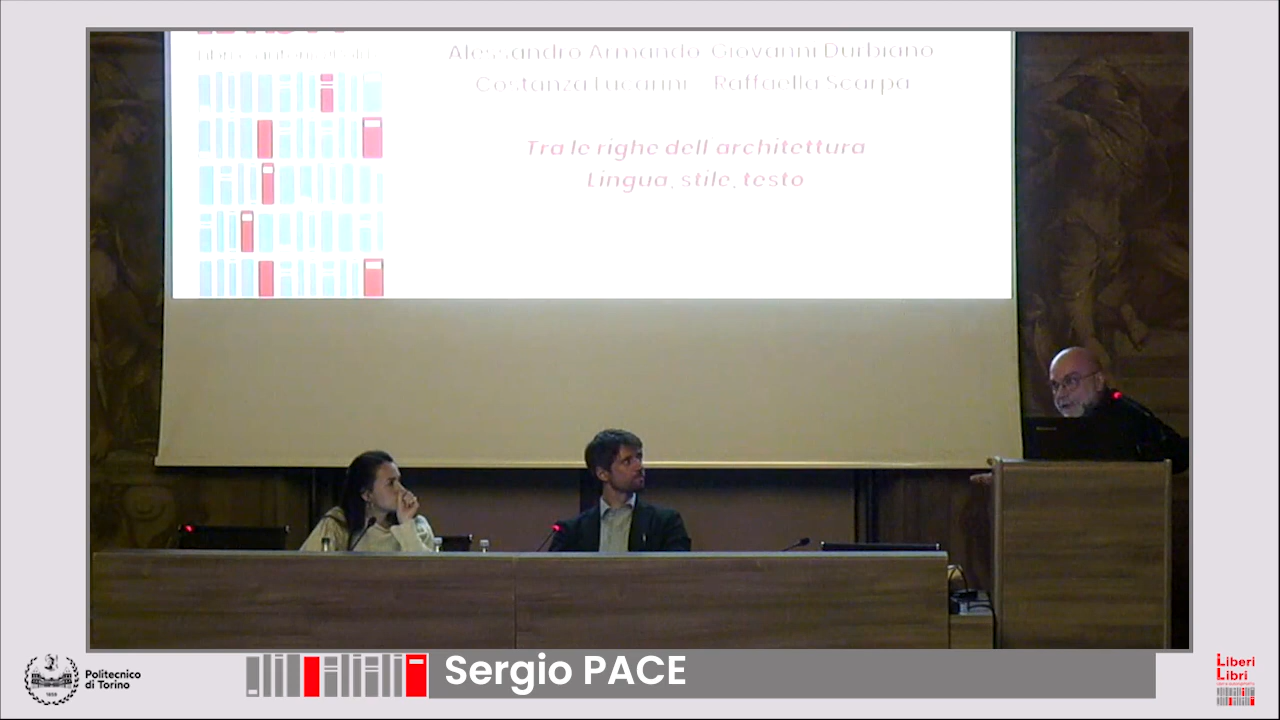 Alessandro Armando Giovanni Durbiano
Costanza Lucarini Raffaella Scarpa
Tra le righe dell architettura
Lingua, stile, testo
Politecnico
di Torino
1859
Sergio PACE
Liberi
Libri